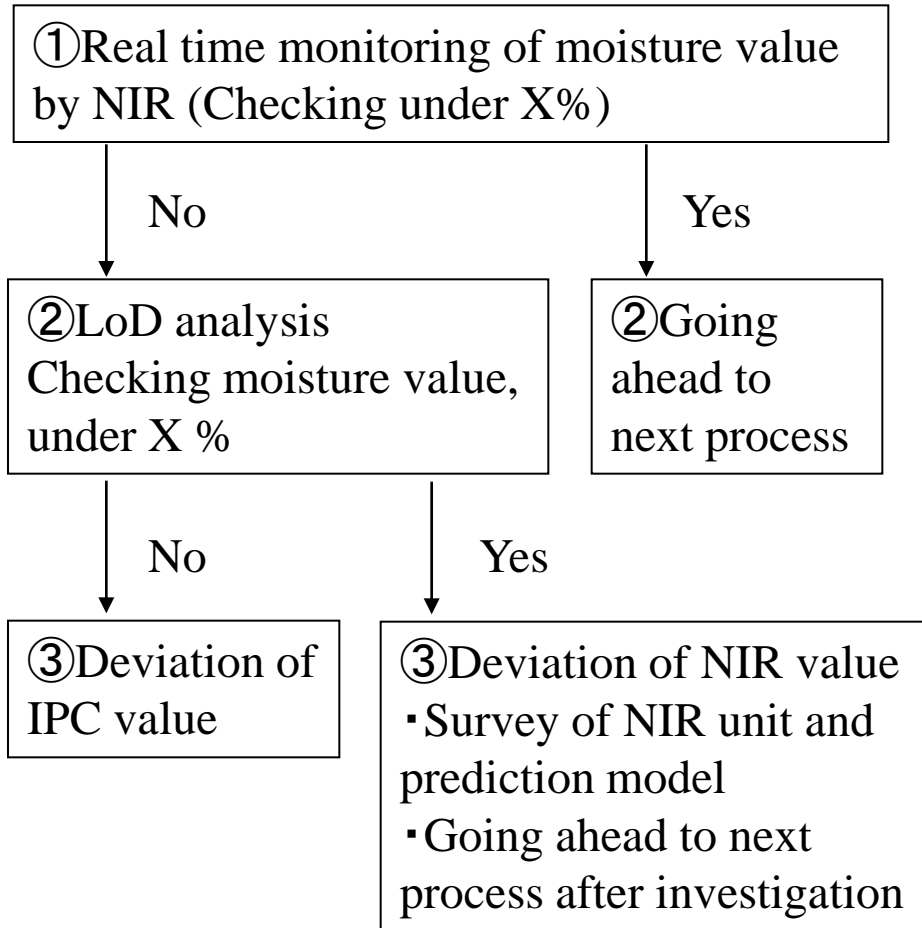 ①Real time monitoring of moisture value
by NIR (Checking under X%)
No
Yes
②LoD analysis
Checking moisture value,
under X %
②Going
ahead to
next process
No
Yes
③Deviation of
IPC value
③Deviation of NIR value
・Survey of NIR unit and
prediction model
・Going ahead to next
process after investigation